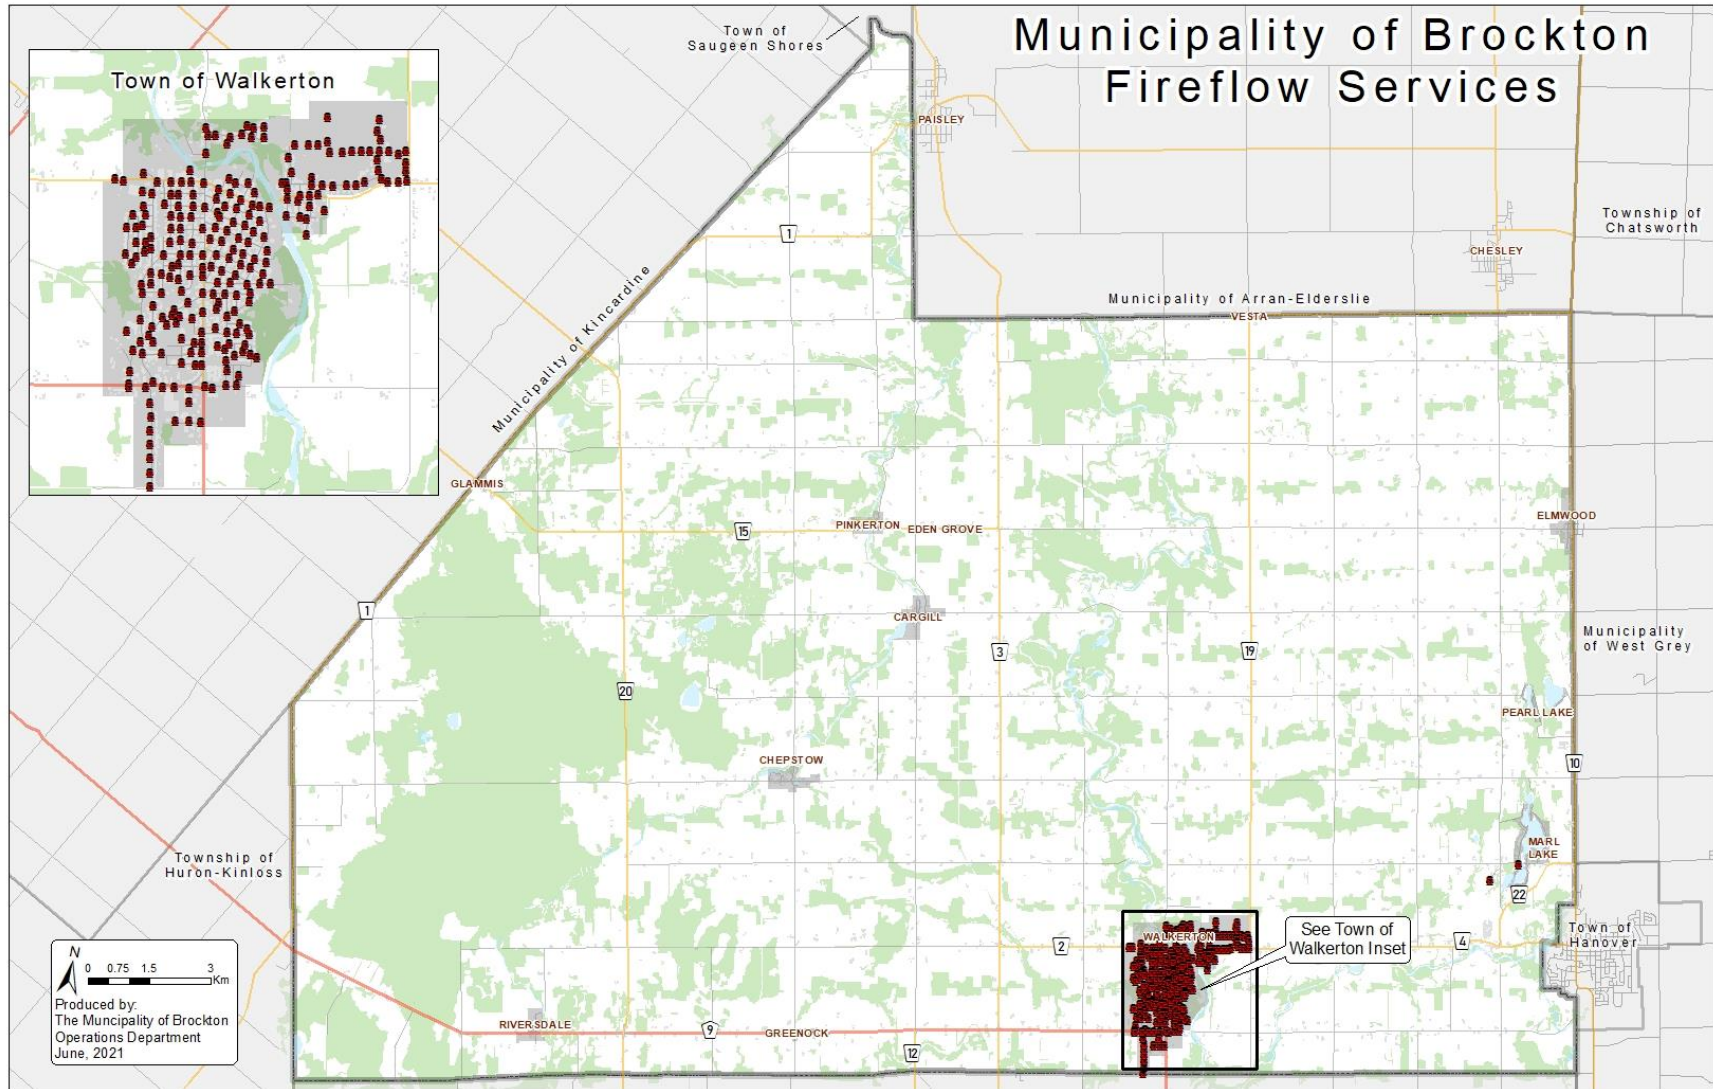 Municipality of Brockton
Fireflow Services
Town of
Saugeen Shores
Town of Walkerton
PAISLEY
Township of
Chatsworth
1
CHESLEY
Municipality of Arran-Elderslie
VESTA
Municipality of Kincardine
GLAMMIS
ELMWOOD
15
PINKERTON
EDEN GROVE
1
CARGILL
3
19
Municipality
of West Grey
20
PEARL LAKE
CHEPSTOW
10
MARL
LAKE
Township of
Huron-Kinloss
22
WALKERTON
See Town of
Walkerton Inset
2
4
Town of
Hanover
N
0 0.75 1.5 3
Km
Produced by:
The Muncipality of Brockton
Operations Department
June, 2021
RIVERSDALE
9
GREENOCK
12